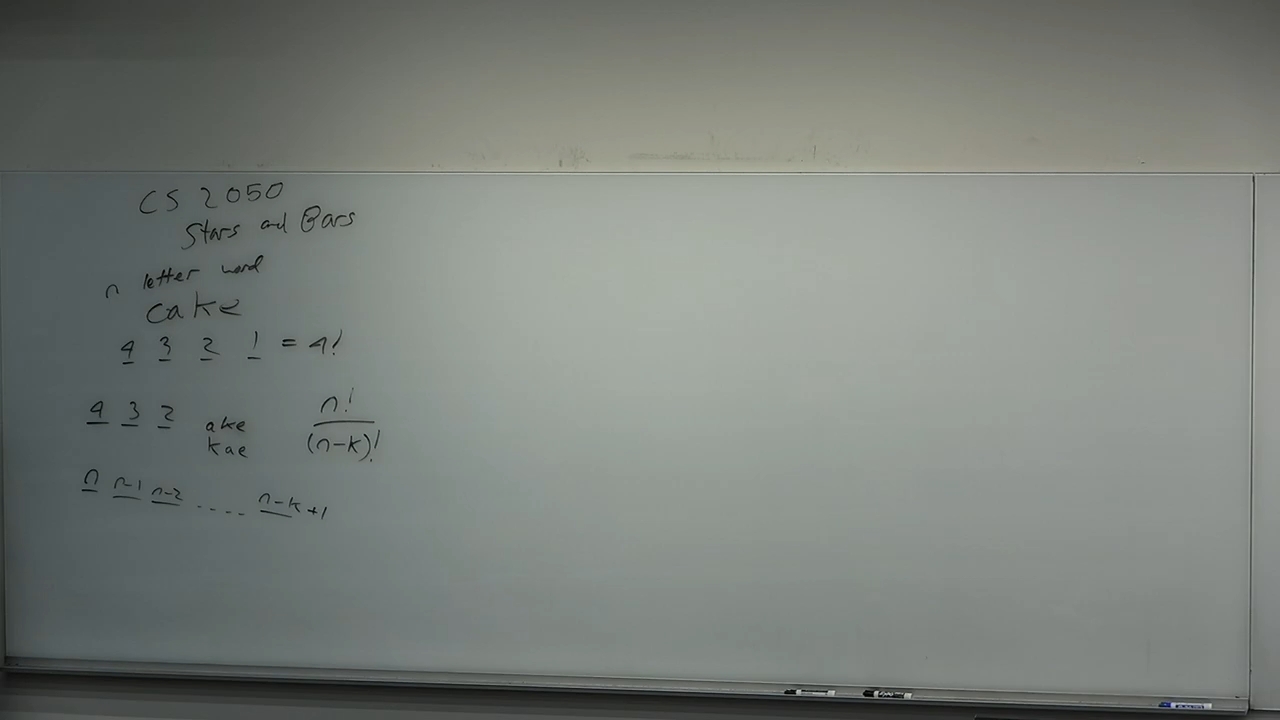 CS 2050
Stars and Bars
n letter word
cake
4 3 2 1 = 4!
4 3 2 ake
kae
n!
(n-k)!
n n-1 n-2 .... n-k+1